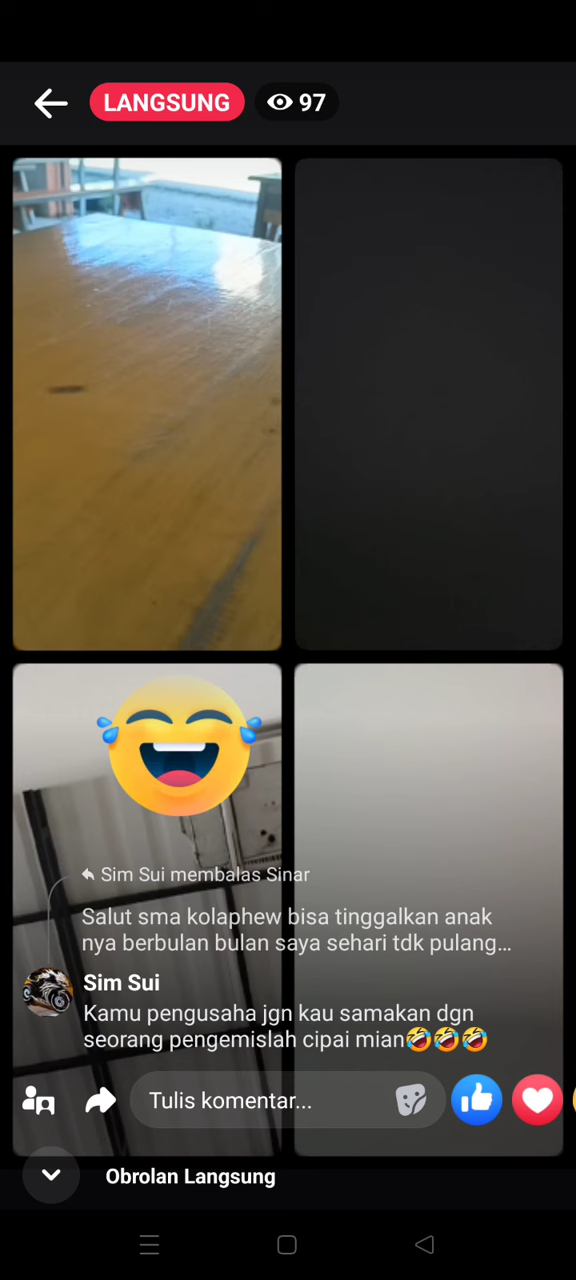 LANGSUNG
97
Sim Sui membalas Sinar
Salut sma kolaphew bisa tinggalkan anak
nya berbulan bulan saya sehari tdk pulang...
Sim Sui
Kamu pengusaha jgn kau samakan dgn
seorang pengemislah cipai mian🤣🤣🤣
Tulis komentar...
Obrolan Langsung